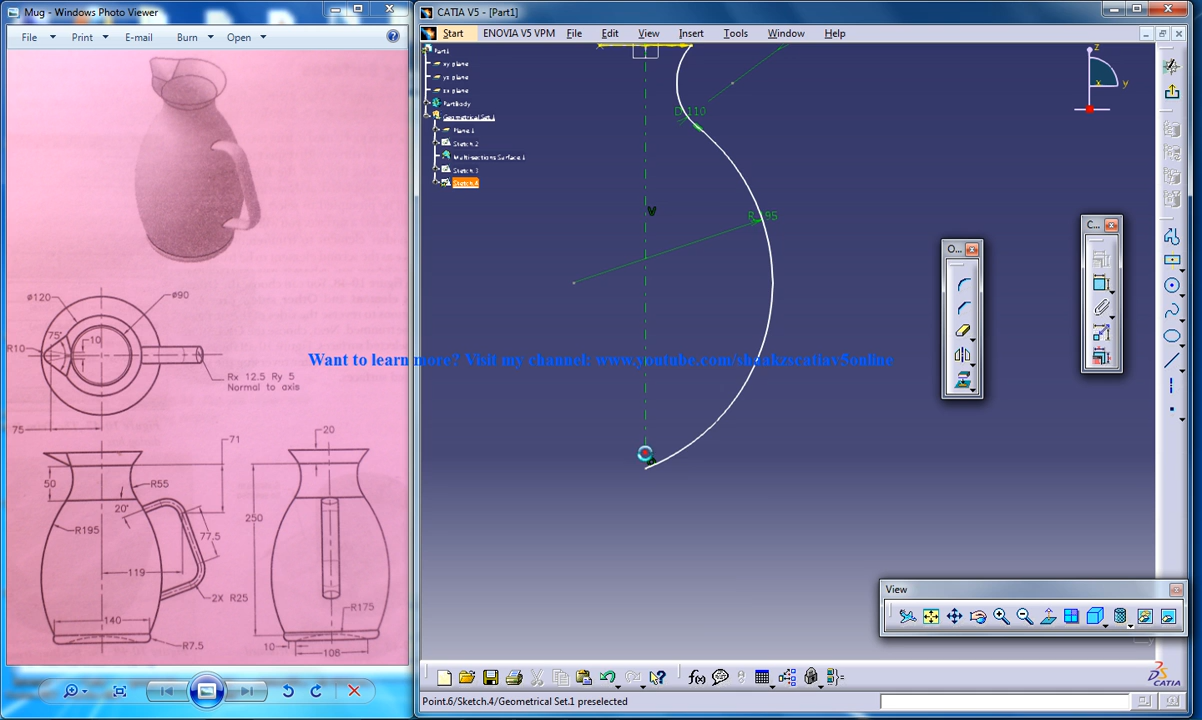 Mug - Windows Photo Viewer
File Print E-mail Burn Open
ø120
ø90
75°
R10
10
Rx 12.5 Ry 5
Normal to axis
75
71
20
50
R55
20°
R195
250
77.5
119
2X R25
140
R175
R7.5
10
108
CATIA V5 - [Part1]
Start ENOVIA V5 VPM File Edit View Insert Tools Window Help
Part1
xy plane
yz plane
zx plane
PartBody
Geometrical Set.1
Plane.1
Sketch.2
Multi-sections Surface.1
Sketch.3
Sketch.4
D 110
V
z
y
x
O...
C...
Want to learn more? Visit my channel: www.youtube.com/shaakzscatiav5online
View
f(x)
CATIA
Point.6/Sketch.4/Geometrical Set.1 preselected